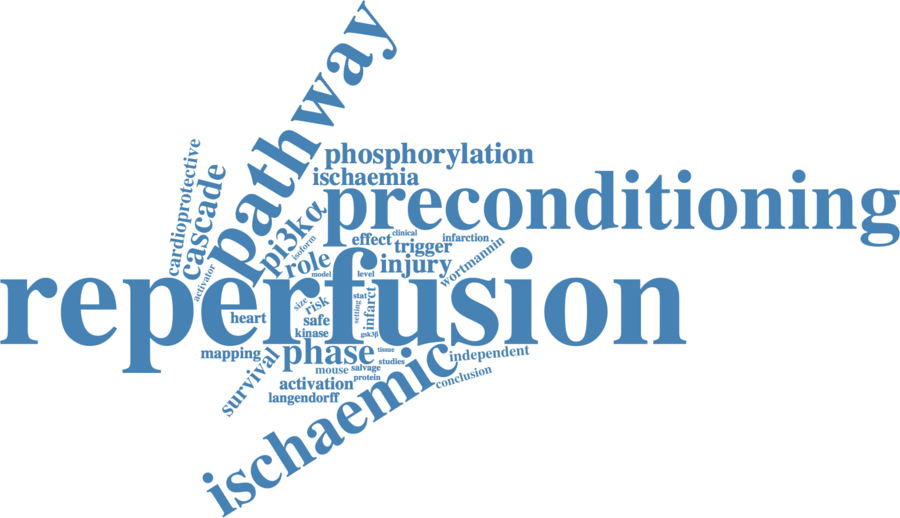 pathway
phosphorylation
ischaemia
cardioprotective
cascade
preconditioning
pi3kα
isoform
effect
clinical
trigger
infarction
wortmannin
injury
role
model
level
activator
reperfusion
size
risk
stat
setting
infarct
heart
safe
kinase
gsk3β
mapping
phase
tissue
studies
independent
survival
mouse
salvage
protein
conclusion
activation
langendorff
ischaemic